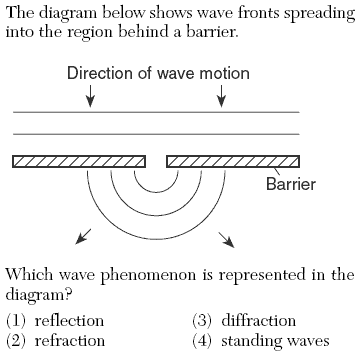 The diagram below shows wave fronts spreading
into the region behind a barrier.
Direction of wave motion
Barrier
Which wave phenomenon is represented in the
diagram?
(1) reflection (3) diffraction
(2) refraction (4) standing waves